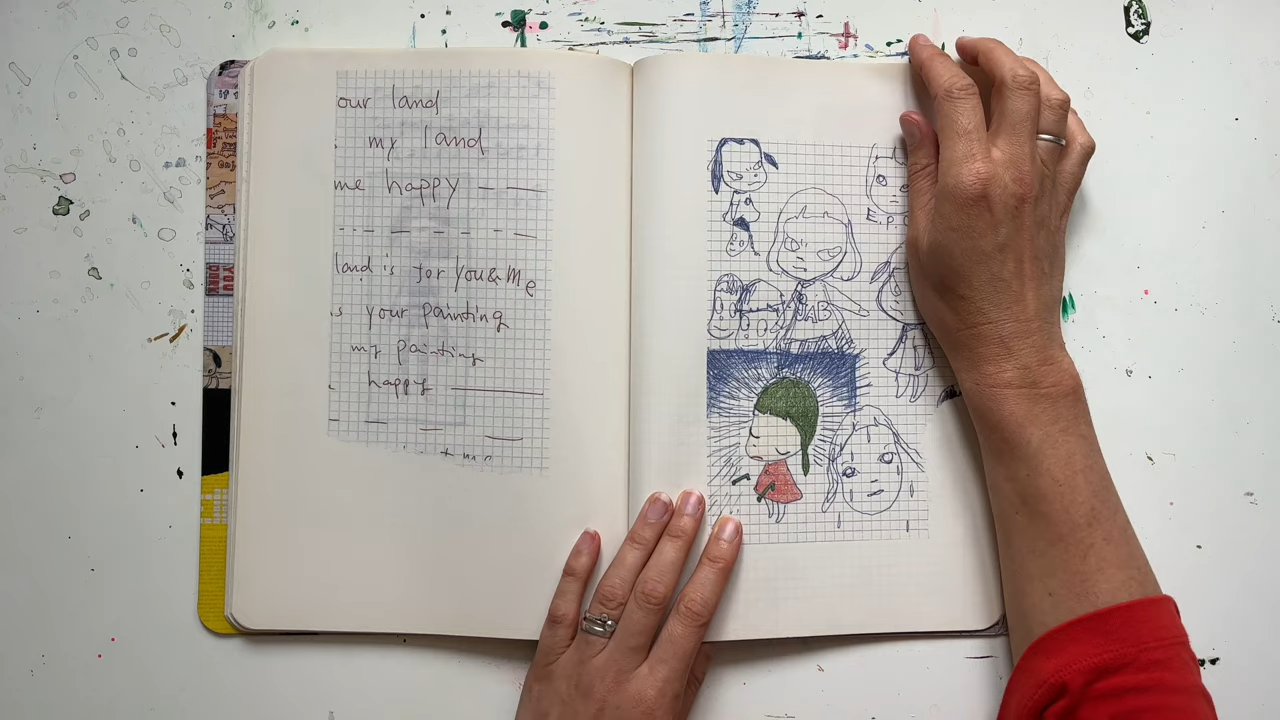 our land
my land
me happy
land is for You & Me
s your painting
my painting
happy
E.P.